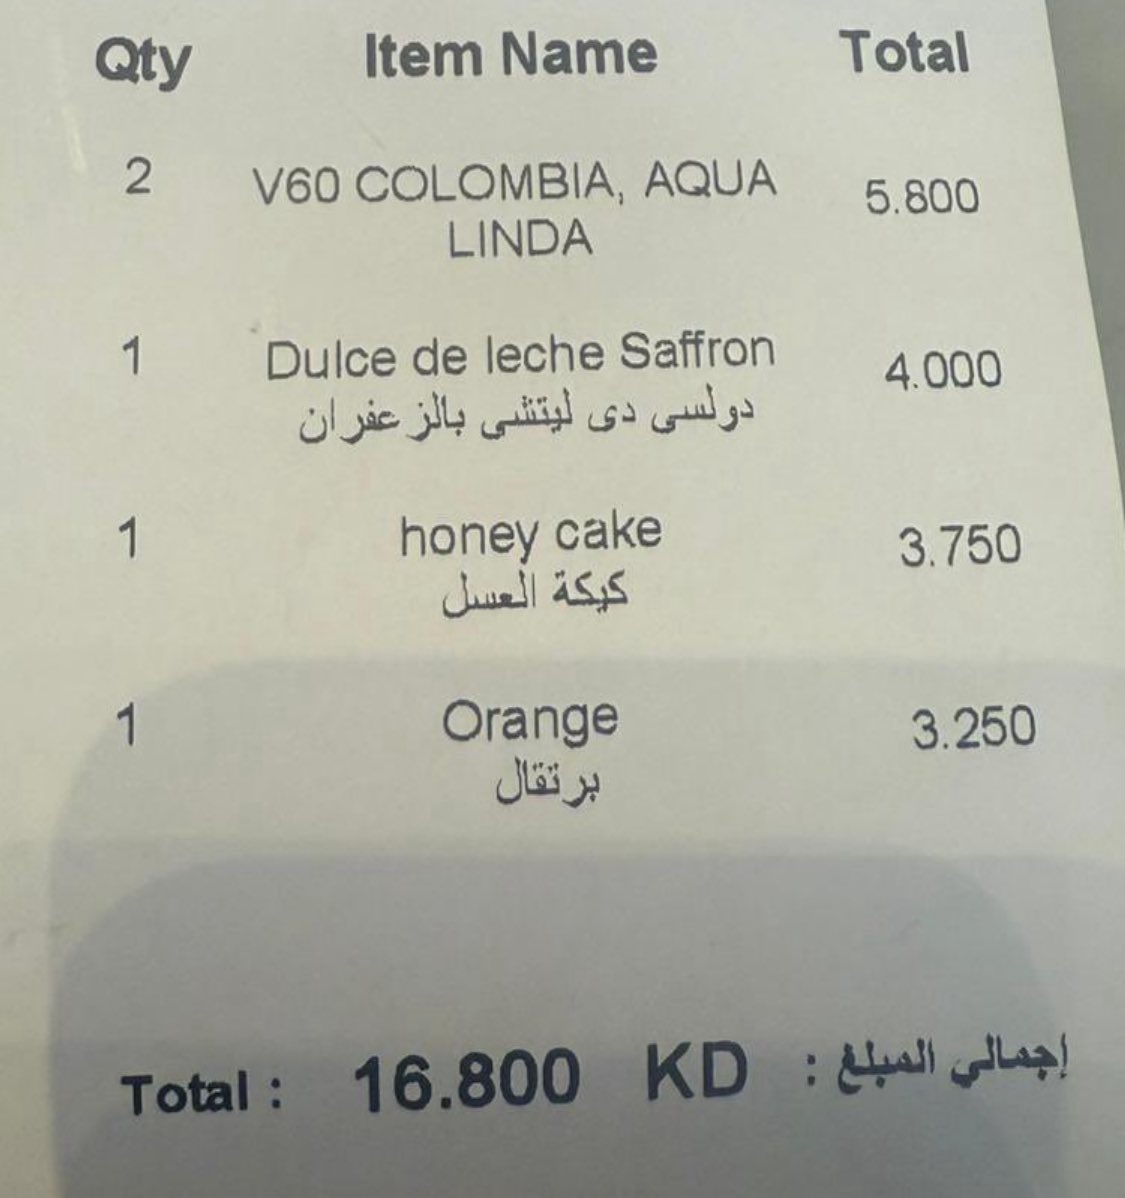 Qty Item Name Total
2 V60 COLOMBIA, AQUA 5.800
LINDA
1 Dulce de leche Saffron 4.000
دولسى دى ليتشى بالزعفران
1 honey cake 3.750
كيكة العسل
1 Orange 3.250
برتقال
Total : 16.800 KD : إجمالي المبلغ